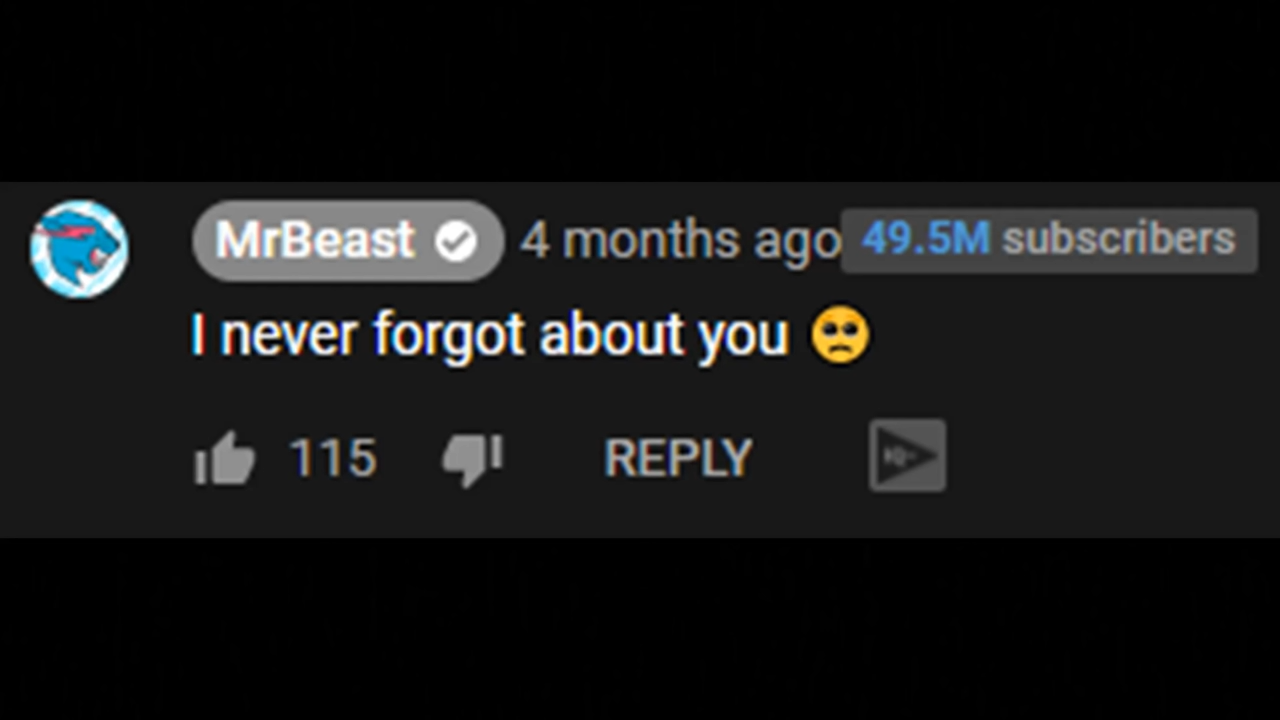 MrBeast 4 months ago 49.5M subscribers
I never forgot about you 🥺
115 REPLY